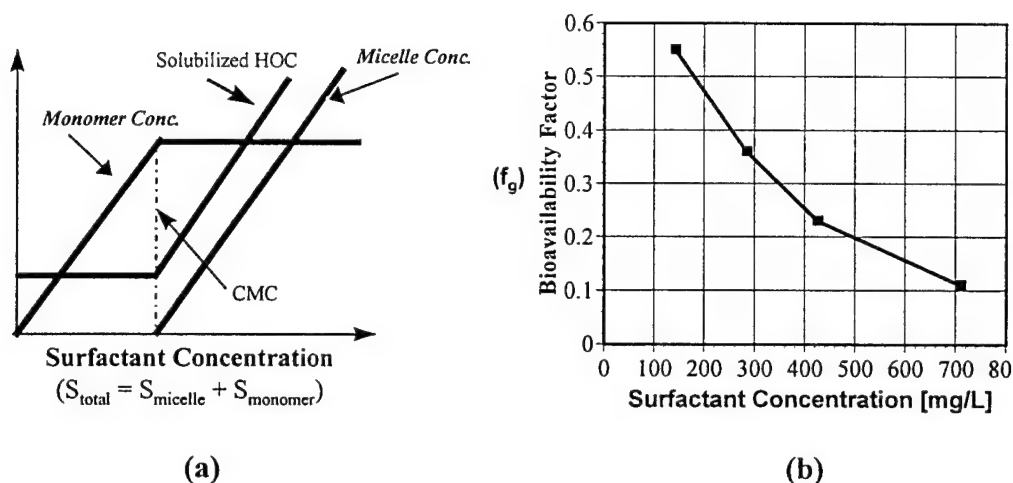 Solubilized HOC
Micelle Conc.
Monomer Conc.
CMC
Surfactant Concentration
(S_total = S_micelle + S_monomer)
(a)
0.6
0.5
0.4
0.3
0.2
0.1
0
(f_g)
Bioavailability Factor
0 100 200 300 400 500 600 700 80
Surfactant Concentration [mg/L]
(b)